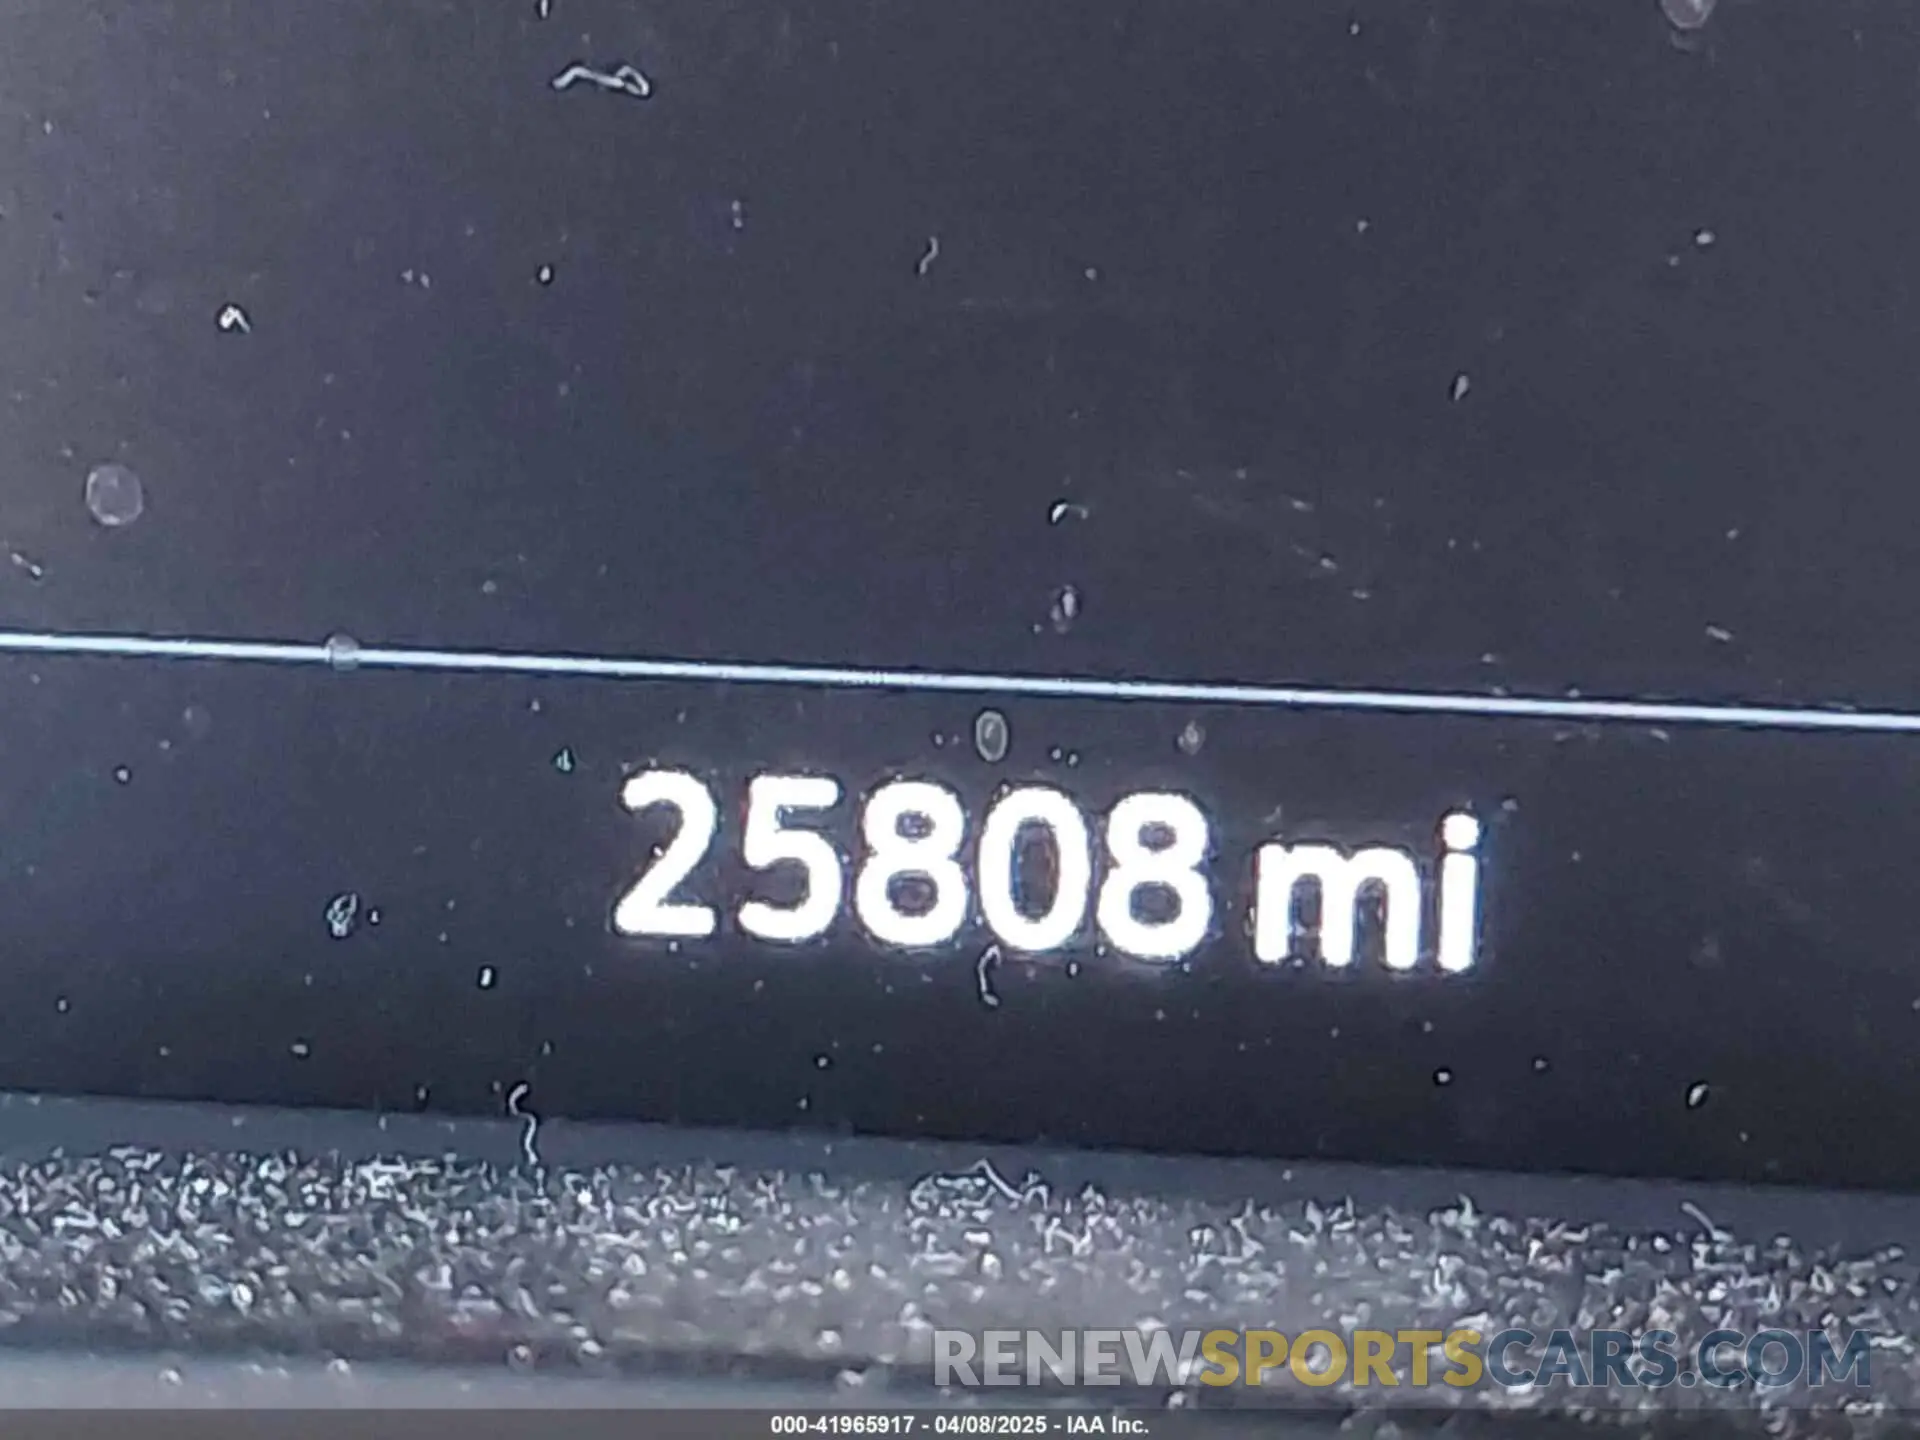 25808 mi
RENEWSPORTSCARS.COM
000-41965917 - 04/08/2025 - IAA Inc.